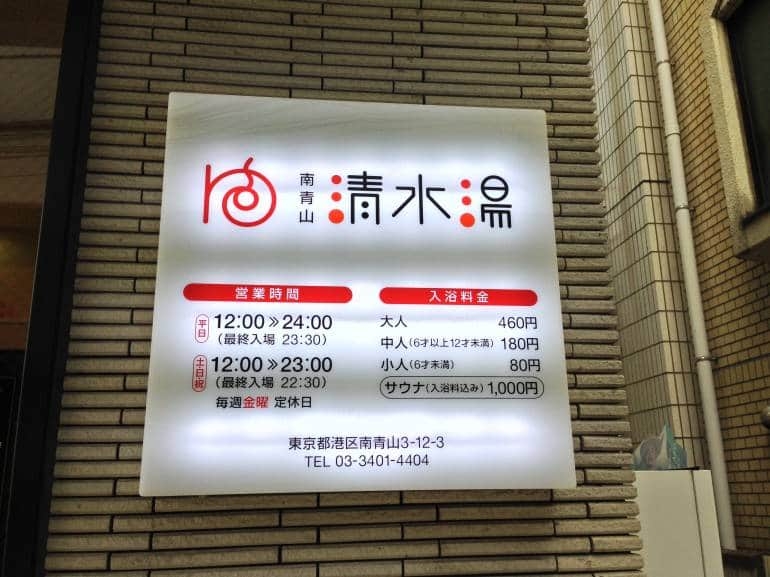 ゆ
南青山
清水湯
営業時間
平日 12:00≫24:00
(最終入場 23:30)
土日祝 12:00≫23:00
(最終入場 22:30)
毎週金曜 定休日
入浴料金
大人 460円
中人(6才以上12才未満) 180円
小人(6才未満) 80円
サウナ(入浴料込み) 1,000円
東京都港区南青山3-12-3
TEL 03-3401-4404